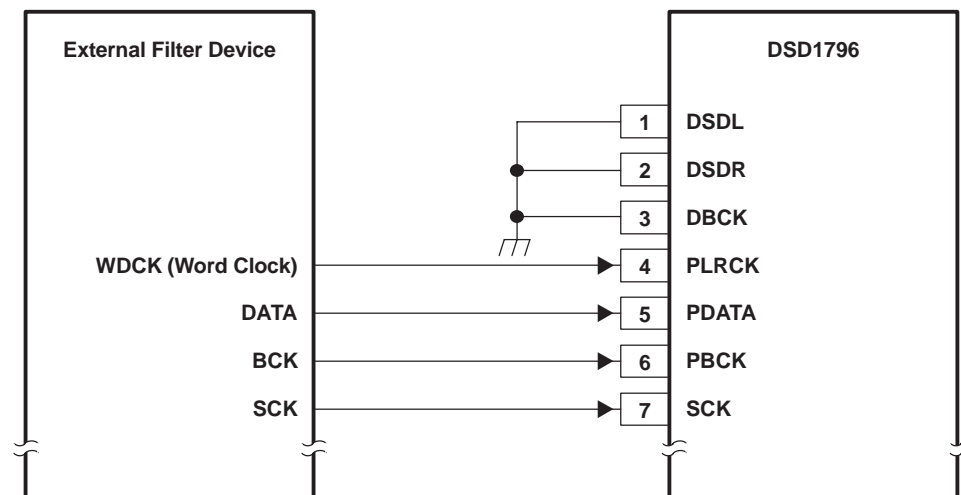 External Filter Device
DSD1796
1 DSDL
2 DSDR
3 DBCK
WDCK (Word Clock) 4 PLRCK
DATA 5 PDATA
BCK 6 PBCK
SCK 7 SCK